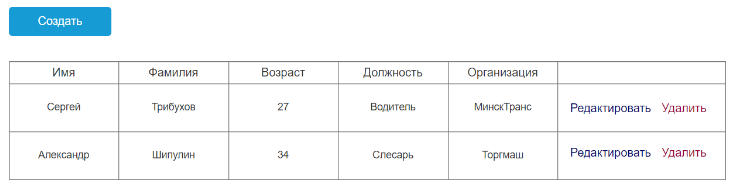 Создать
Имя Фамилия Возраст Должность Организация
Сергей Трибухов 27 Водитель МинскТранс Редактировать Удалить
Александр Шипулин 34 Слесарь Торгмаш Редактировать Удалить